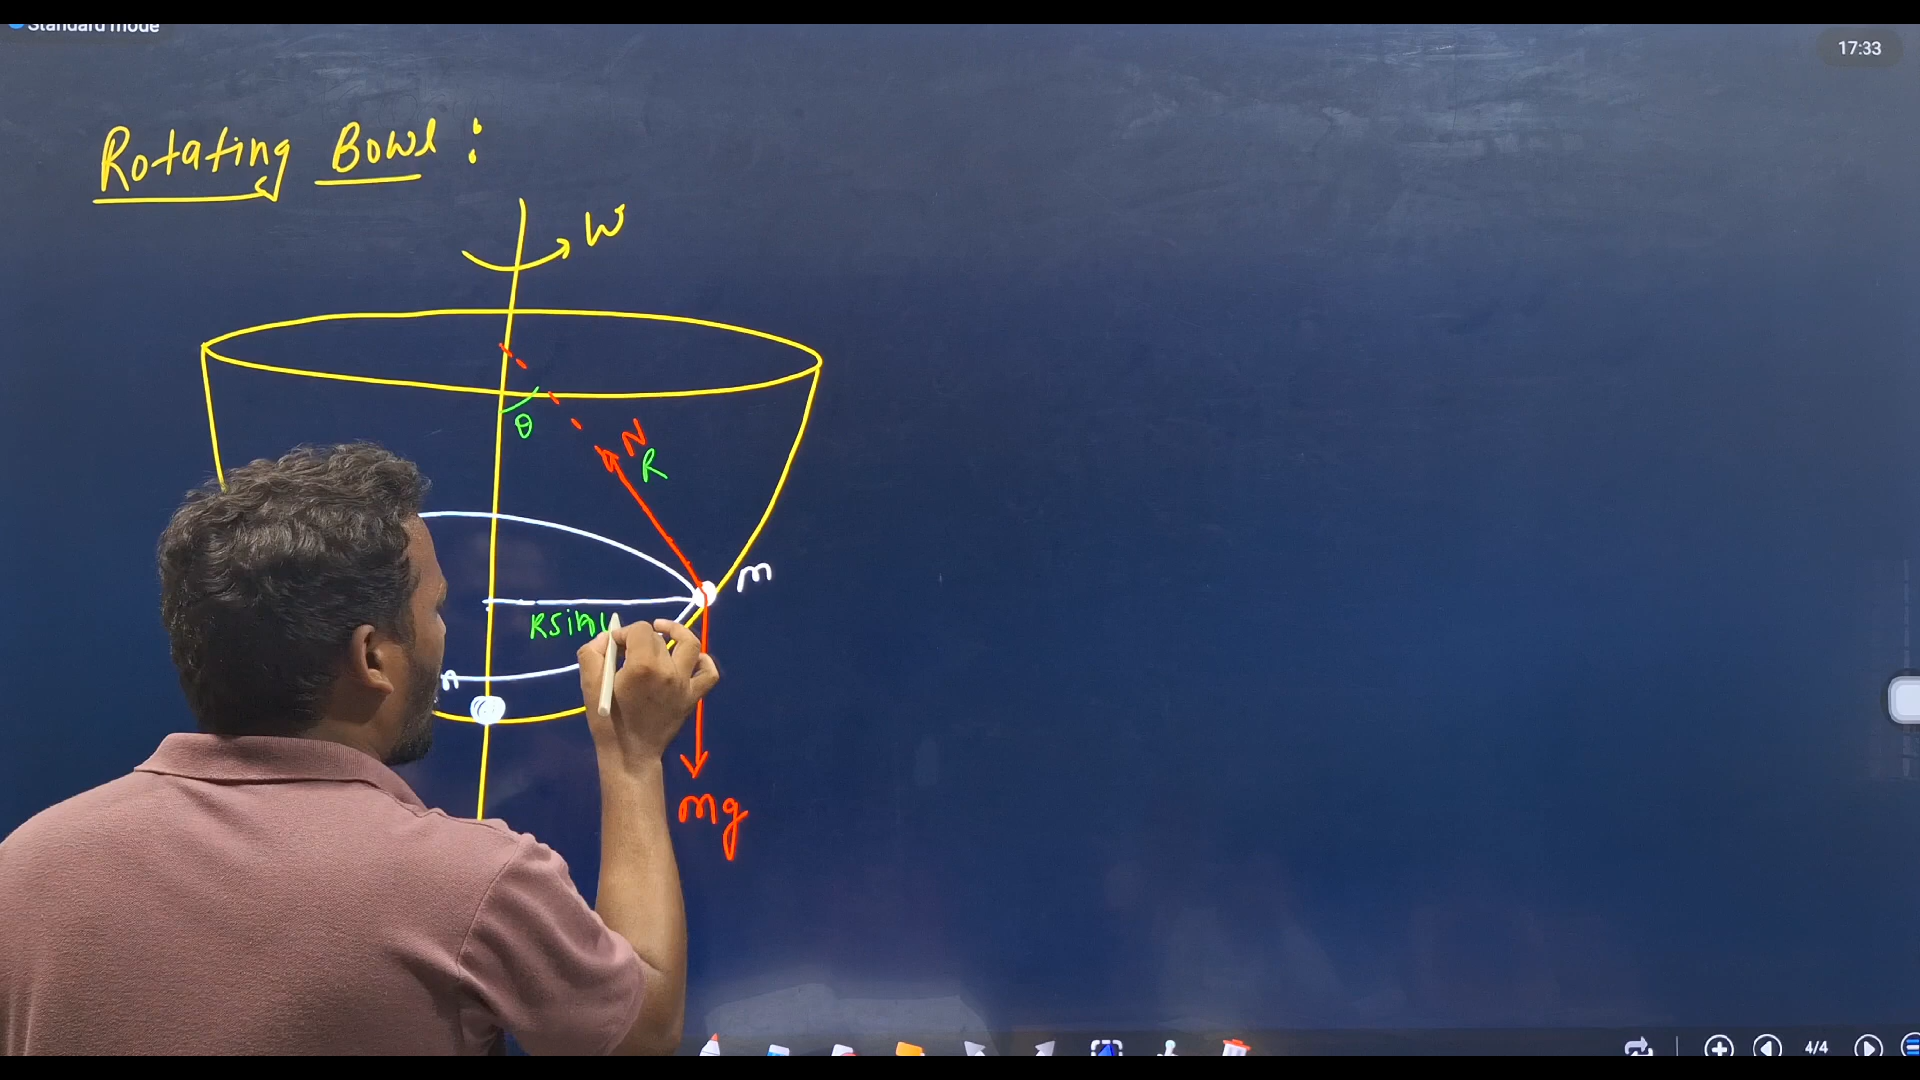 Standard mode
17:33
Rotating Bowl :
W
θ
N
R
m
Rsin
n
mg
4/4